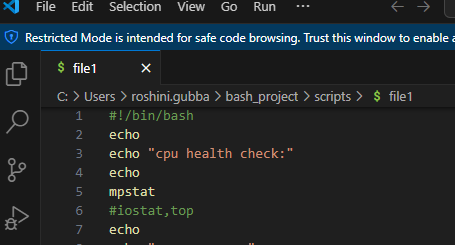 File Edit Selection View Go Run ...
Restricted Mode is intended for safe code browsing. Trust this window to enable
file1
C: > Users > roshini.gubba > bash_project > scripts > $ file1
1 #!/bin/bash
2 echo
3 echo "cpu health check:"
4 echo
5 mpstat
6 #iostat,top
7 echo